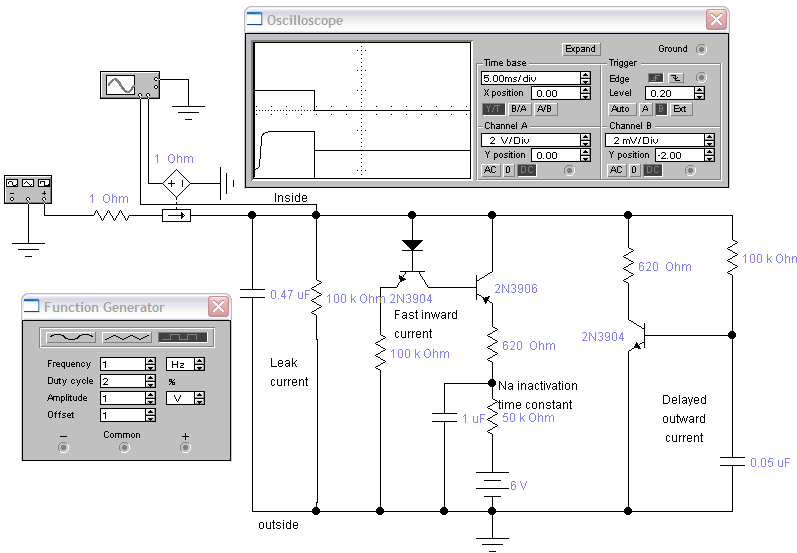 Oscilloscope
Expand
Ground
Time base
5.00ms/div
X position 0.00
Y/T B/A A/B
Trigger
Edge
Level 0.20
Auto A B Ext
Channel A
2 V/Div
Y position 0.00
AC 0 DC
Channel B
2 mV/Div
Y position -2.00
AC 0 DC
1 Ohm
+
1 Ohm
Inside
0.47 uF
100 k Ohm
2N3904
Fast inward
current
100 k Ohm
2N3906
620 Ohm
620 Ohm
100 k Ohn
2N3904
Leak
current
Na inactivation
time constant
1 uF
50 k Ohm
Delayed
outward
current
0.05 uF
6 V
outside
Function Generator
Frequency 1 Hz
Duty cycle 2 %
Amplitude 1 V
Offset 1
− Common +